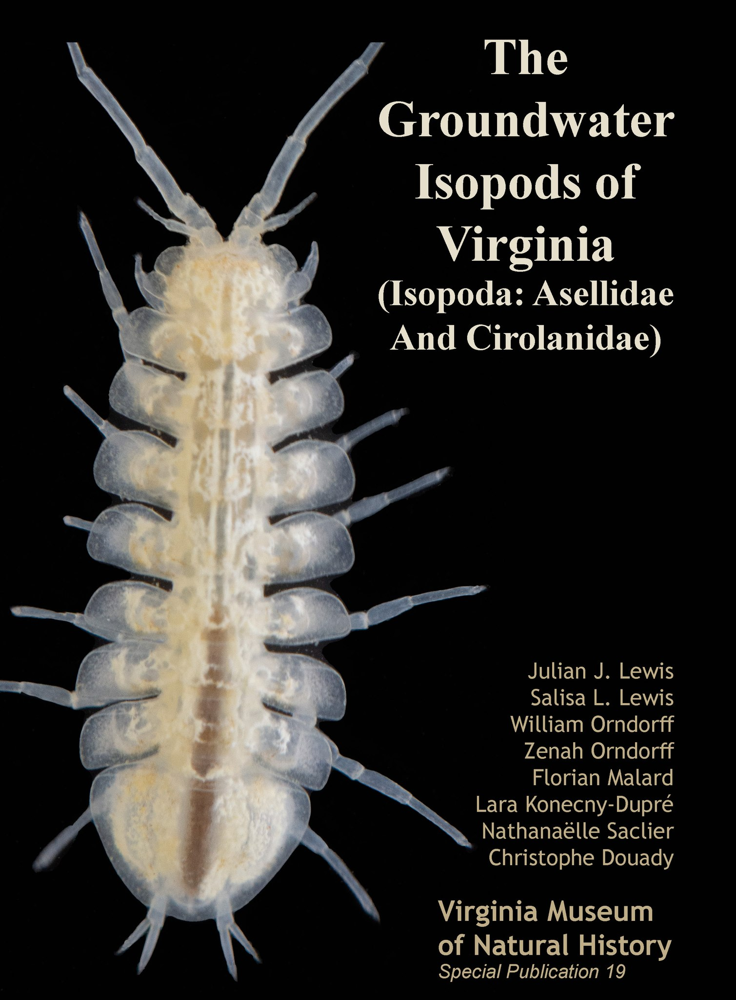 The
Groundwater
Isopods of
Virginia
(Isopoda: Asellidae
And Cirolanidae)
Julian J. Lewis
Salisa L. Lewis
William Orndorff
Zenah Orndorff
Florian Malard
Lara Konecny-Dupré
Nathanaëlle Saclier
Christophe Douady
Virginia Museum
of Natural History
Special Publication 19